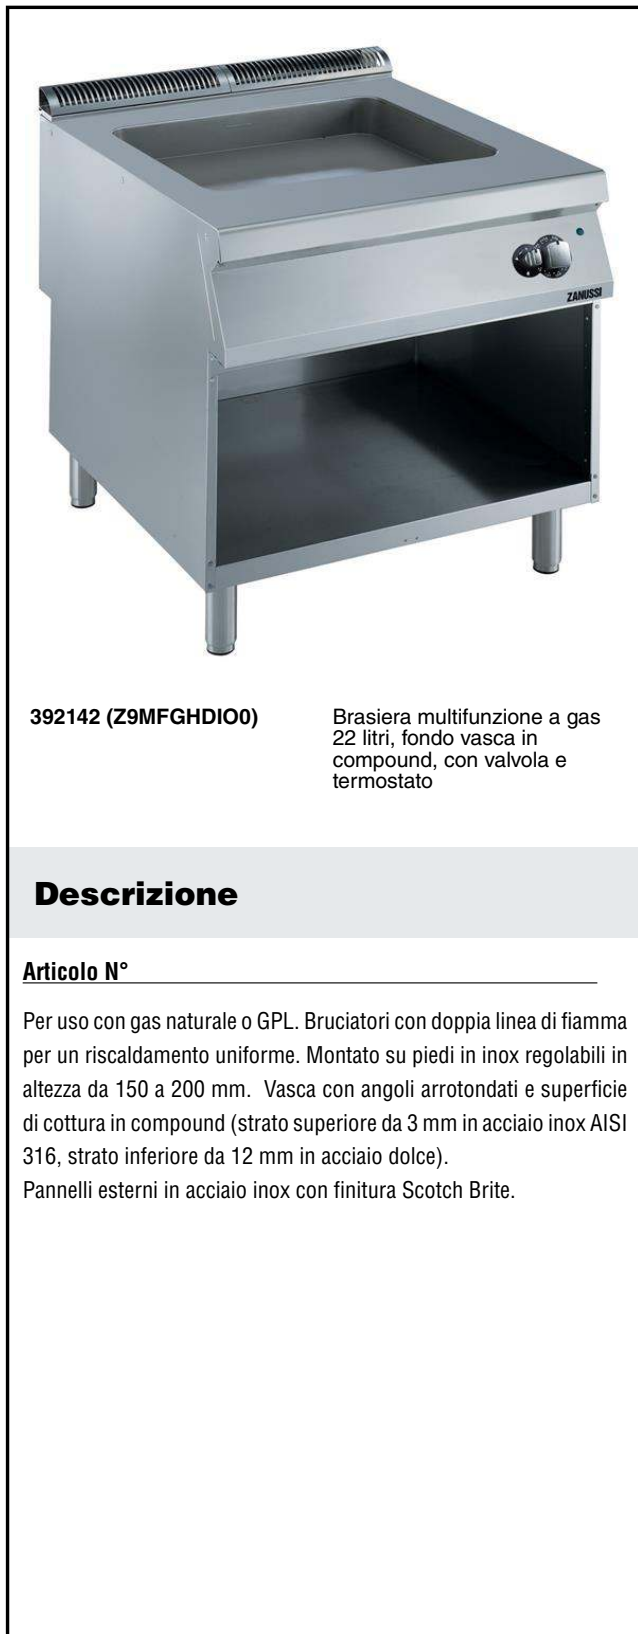 ZANUSSI
392142 (Z9MFGHDIO0)
Brasiera multifunzione a gas
22 litri, fondo vasca in
compound, con valvola e
termostato
Descrizione
Articolo N°
Per uso con gas naturale o GPL. Bruciatori con doppia linea di fiamma
per un riscaldamento uniforme. Montato su piedi in inox regolabili in
altezza da 150 a 200 mm. Vasca con angoli arrotondati e superficie
di cottura in compound (strato superiore da 3 mm in acciaio inox AISI
316, strato inferiore da 12 mm in acciaio dolce).
Pannelli esterni in acciaio inox con finitura Scotch Brite.